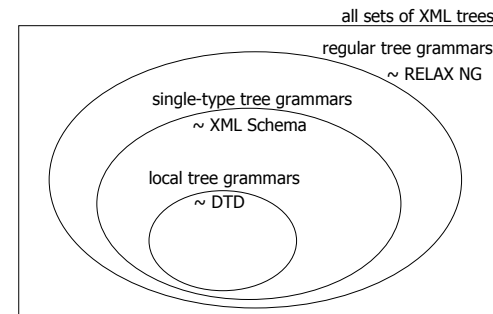 all sets of XML trees
regular tree grammars
~ RELAX NG
single-type tree grammars
~ XML Schema
local tree grammars
~ DTD